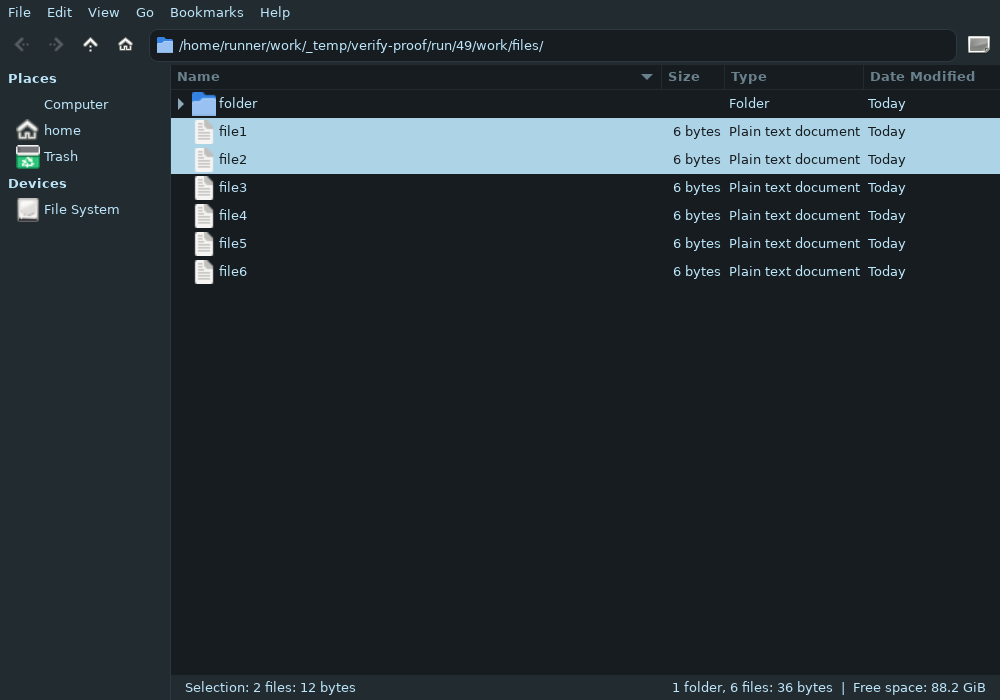 File Edit View Go Bookmarks Help
/home/runner/work/_temp/verify-proof/run/49/work/files/
Places
Computer
home
Trash
Devices
File System
Name Size Type Date Modified
folder Folder Today
file1 6 bytes Plain text document Today
file2 6 bytes Plain text document Today
file3 6 bytes Plain text document Today
file4 6 bytes Plain text document Today
file5 6 bytes Plain text document Today
file6 6 bytes Plain text document Today
Selection: 2 files: 12 bytes 1 folder, 6 files: 36 bytes | Free space: 88.2 GiB